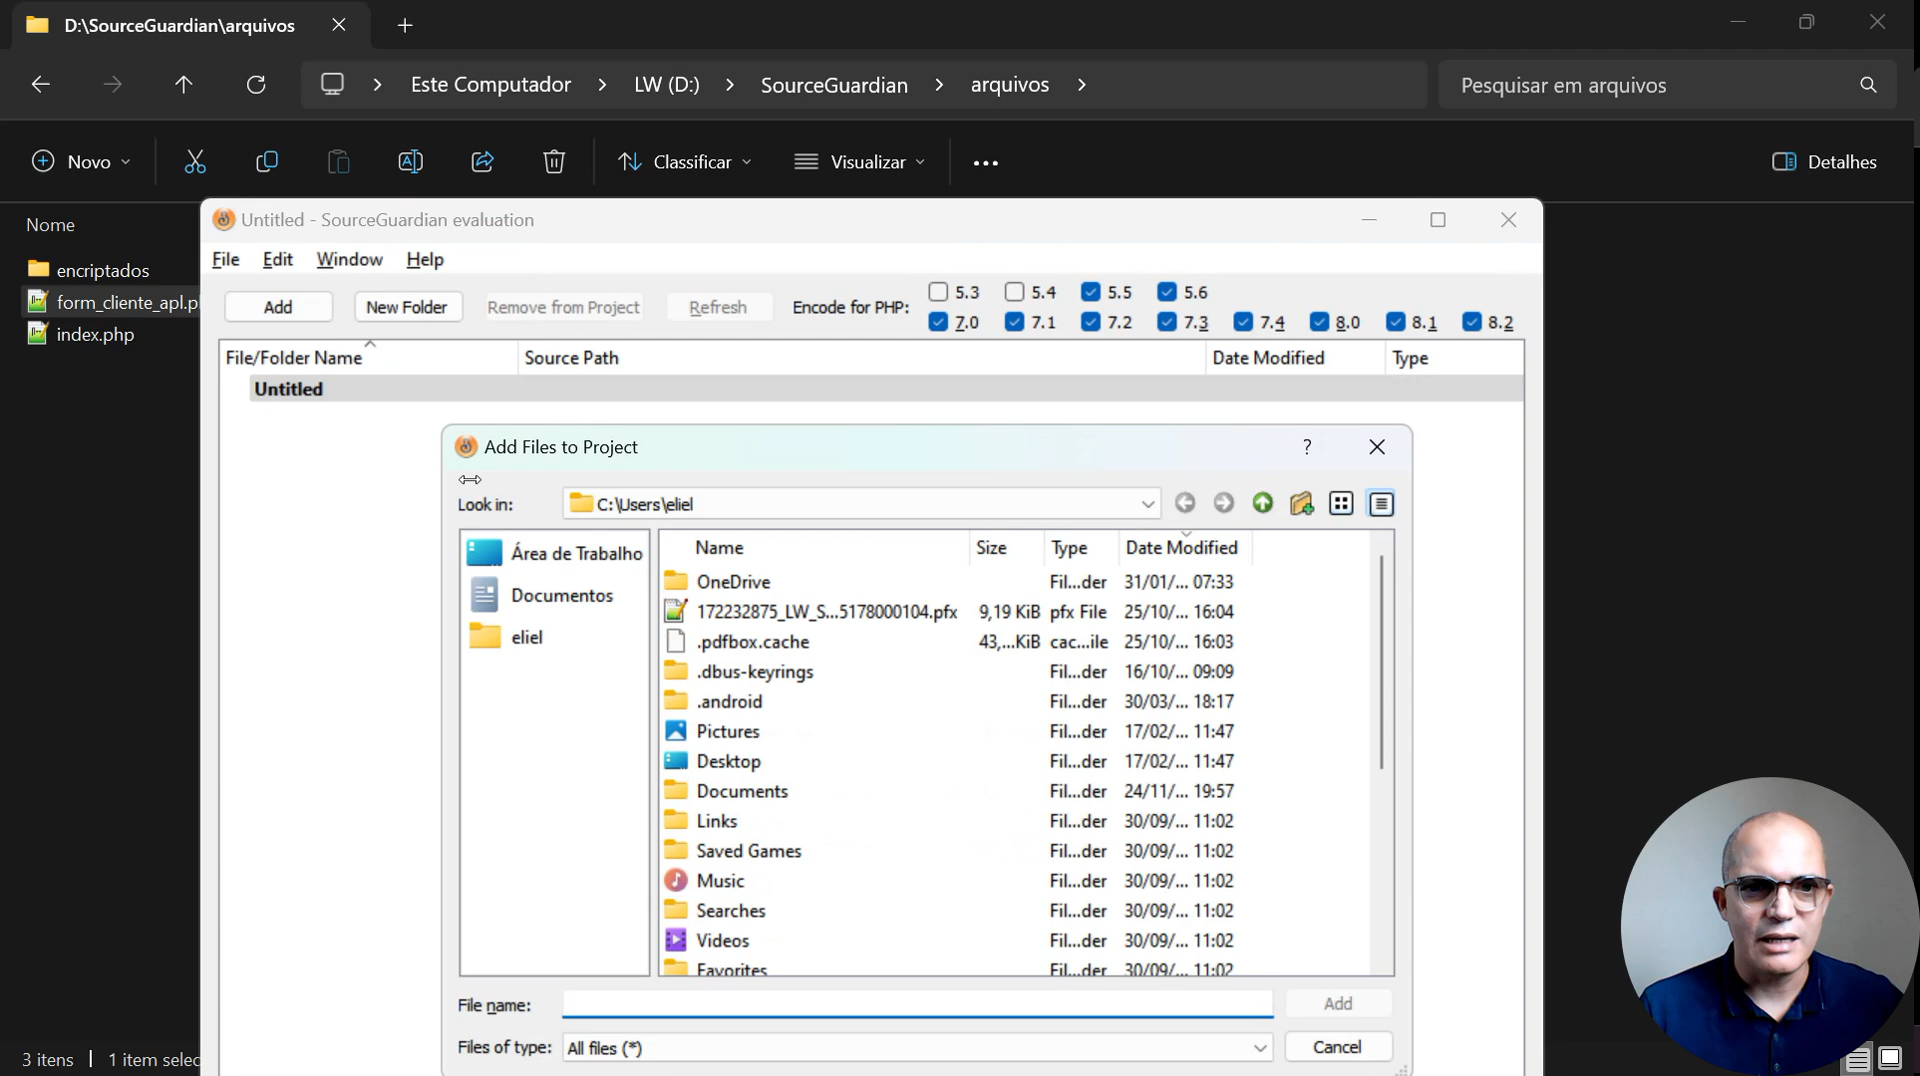 D:\SourceGuardian\arquivos
Este Computador > LW (D:) > SourceGuardian > arquivos >
Pesquisar em arquivos
Novo
Classificar
Visualizar
Detalhes
Nome
encriptados
form_cliente_apl.p
index.php
Untitled - SourceGuardian evaluation
File Edit Window Help
Add New Folder Remove from Project Refresh Encode for PHP:
5.3 5.4 5.5 5.6
7.0 7.1 7.2 7.3 7.4 8.0 8.1 8.2
File/Folder Name Source Path Date Modified Type
Untitled
Add Files to Project ?
Look in: C:\Users\eliel
Área de Trabalho
Documentos
eliel
Name Size Type Date Modified
OneDrive Fil...der 31/01/... 07:33
172232875_LW_S...5178000104.pfx 9,19 KiB pfx File 25/10/... 16:04
.pdfbox.cache 43,...KiB cac...ile 25/10/... 16:03
.dbus-keyrings Fil...der 16/10/... 09:09
.android Fil...der 30/03/... 18:17
Pictures Fil...der 17/02/... 11:47
Desktop Fil...der 17/02/... 11:47
Documents Fil...der 24/11/... 19:57
Links Fil...der 30/09/... 11:02
Saved Games Fil...der 30/09/... 11:02
Music Fil...der 30/09/... 11:02
Searches Fil...der 30/09/... 11:02
Videos Fil...der 30/09/... 11:02
Favorites Fil...der 30/09/... 11:02
File name: Add
Files of type: All files (*) Cancel
3 itens | 1 item selec